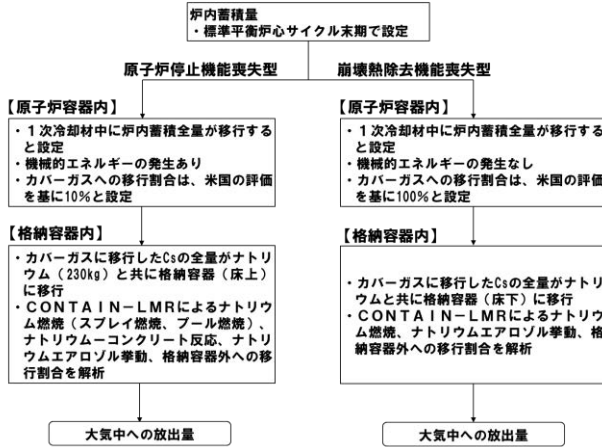 炉内蓄積量
・標準平衡炉心サイクル末期で設定
原子炉停止機能喪失型
崩壊熱除去機能喪失型
【原子炉容器内】
・１次冷却材中に炉内蓄積全量が移行する
と設定
・機械的エネルギーの発生あり
・カバーガスへの移行割合は、米国の評価
を基に10％と設定
【格納容器内】
・カバーガスに移行したCsの全量がナトリ
ウム（230kg）と共に格納容器（床上）
に移行
・ＣＯＮＴＡＩＮ－ＬＭＲによるナトリウ
ム燃焼（スプレイ燃焼、プール燃焼）、
ナトリウムーコンクリート反応、ナトリ
ウムエアロゾル挙動、格納容器外への移
行割合を解析
大気中への放出量
【原子炉容器内】
・１次冷却材中に炉内蓄積全量が移行する
と設定
・機械的エネルギーの発生なし
・カバーガスへの移行割合は、米国の評価
を基に100％と設定
【格納容器内】
・カバーガスに移行したCsの全量がナトリ
ウムと共に格納容器（床下）に移行
・ＣＯＮＴＡＩＮ－ＬＭＲによるナトリウ
ム燃焼、ナトリウムエアロゾル挙動、格
納容器外への移行割合を解析
大気中への放出量